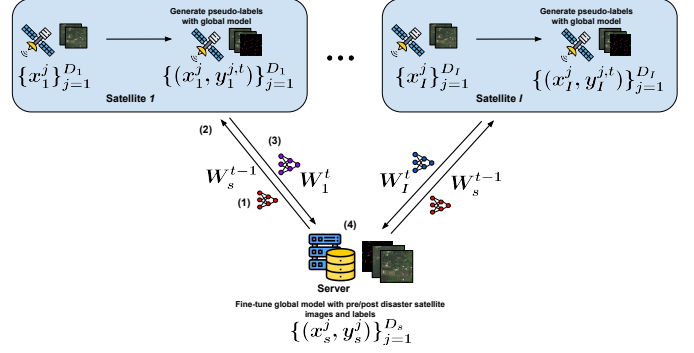 Generate pseudo-labels
with global model
$\{x_1^j\}_{j=1}^{D_1}$
$\{(x_1^j, y_1^{j,t})\}_{j=1}^{D_1}$
Satellite 1
...
Generate pseudo-labels
with global model
$\{x_I^j\}_{j=1}^{D_I}$
$\{(x_I^j, y_I^{j,t})\}_{j=1}^{D_I}$
Satellite I
(2)
(3)
$W_s^{t-1}$
$W_1^t$
(1)
$W_I^t$
$W_s^{t-1}$
(4)
Server
Fine-tune global model with pre/post disaster satellite
images and labels
$\{(x_s^j, y_s^j)\}_{j=1}^{D_s}$